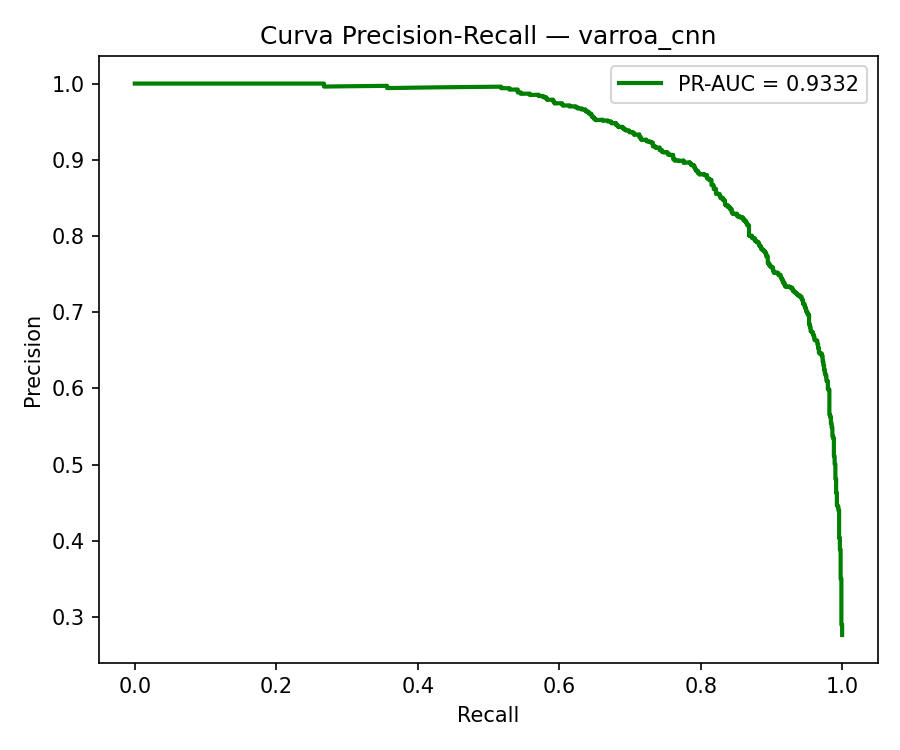 Curva Precision-Recall — varroa_cnn
PR-AUC = 0.9332
Precision
1.0
0.9
0.8
0.7
0.6
0.5
0.4
0.3
0.0 0.2 0.4 0.6 0.8 1.0
Recall